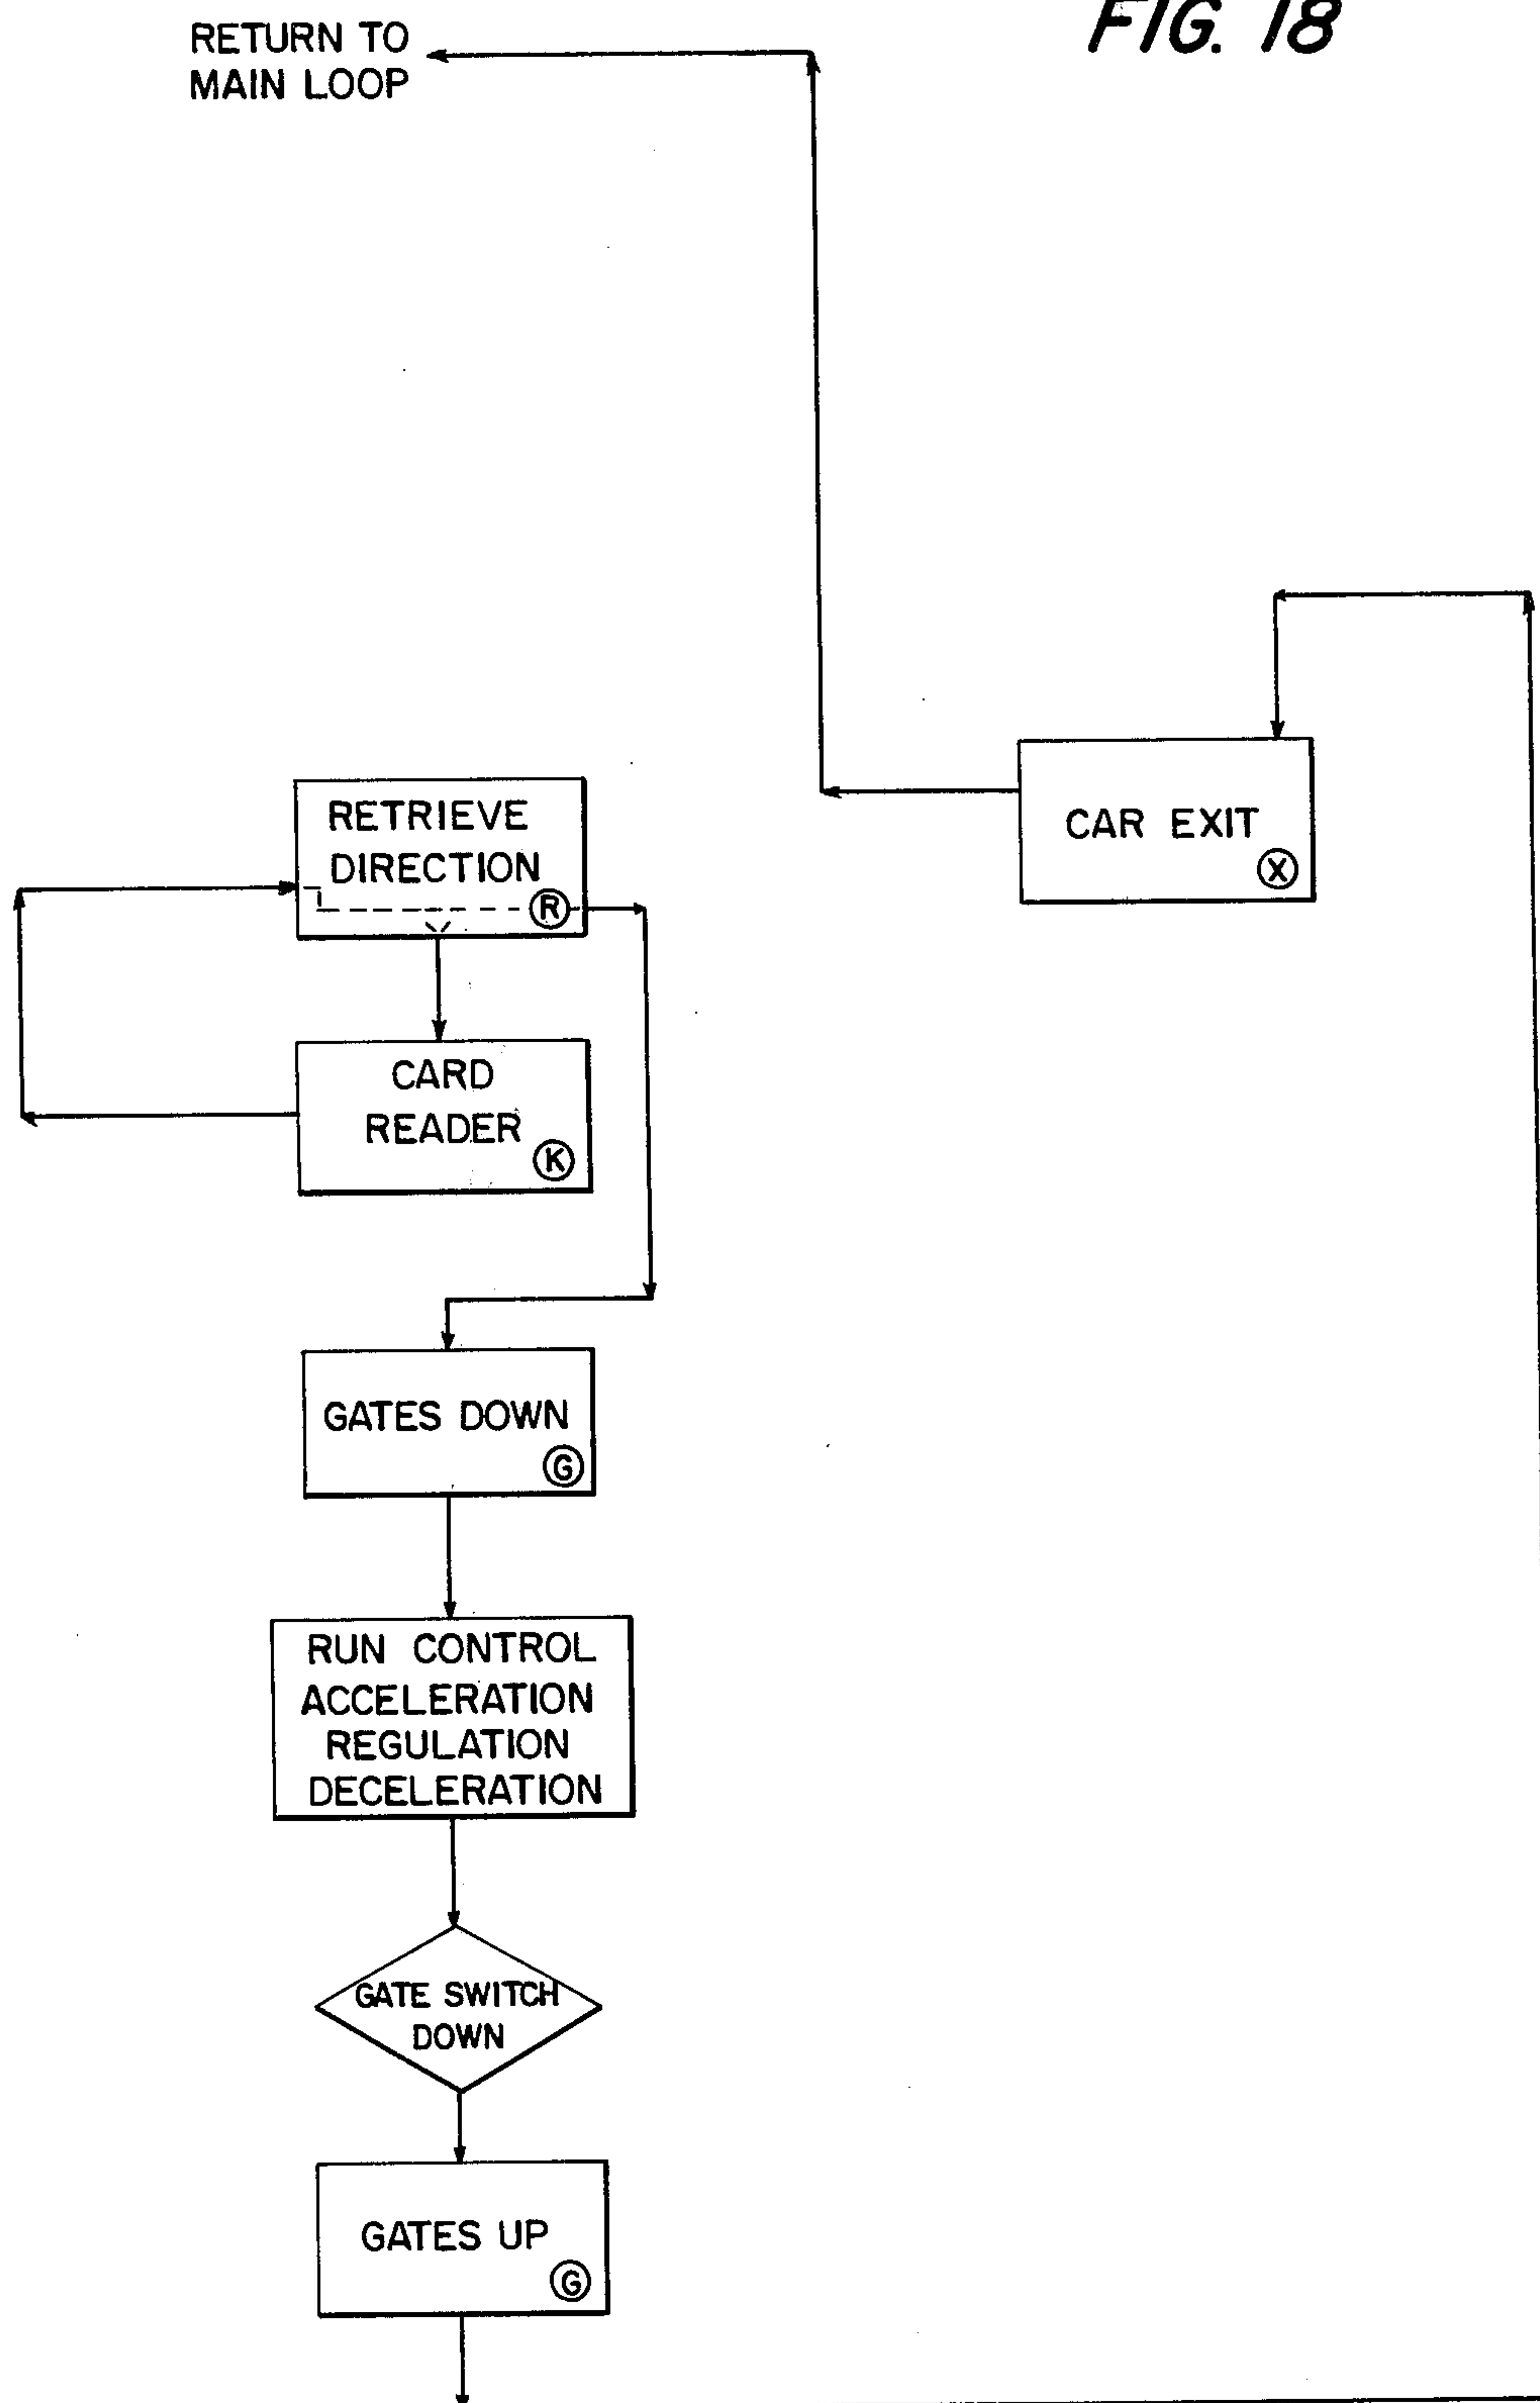 FIG. 18
RETURN TO
MAIN LOOP
RETRIEVE
DIRECTION
R
CAR EXIT
X
CARD
READER
K
GATES DOWN
G
RUN CONTROL
ACCELERATION
REGULATION
DECELERATION
GATE SWITCH
DOWN
GATES UP
G